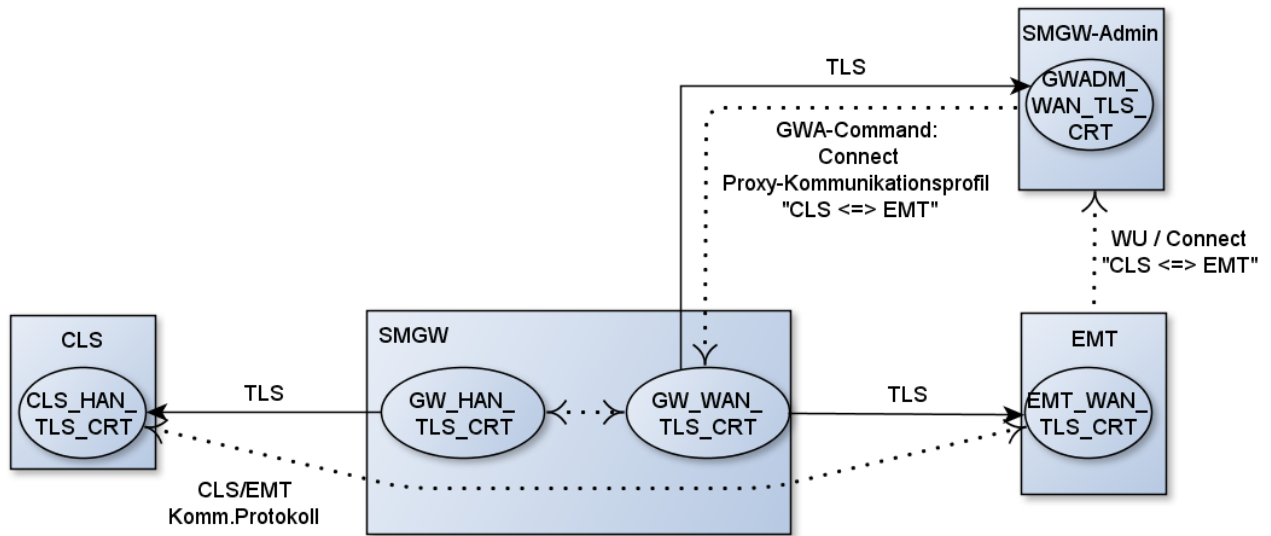 SMGW-Admin
GWADM_
WAN_TLS_
CRT
TLS
GWA-Command:
Connect
Proxy-Kommunikationsprofil
"CLS <=> EMT"
WU / Connect
"CLS <=> EMT"
CLS
CLS_HAN_
TLS_CRT
TLS
SMGW
GW_HAN_
TLS_CRT
GW_WAN_
TLS_CRT
TLS
EMT
EMT_WAN_
TLS_CRT
CLS/EMT
Komm.Protokoll